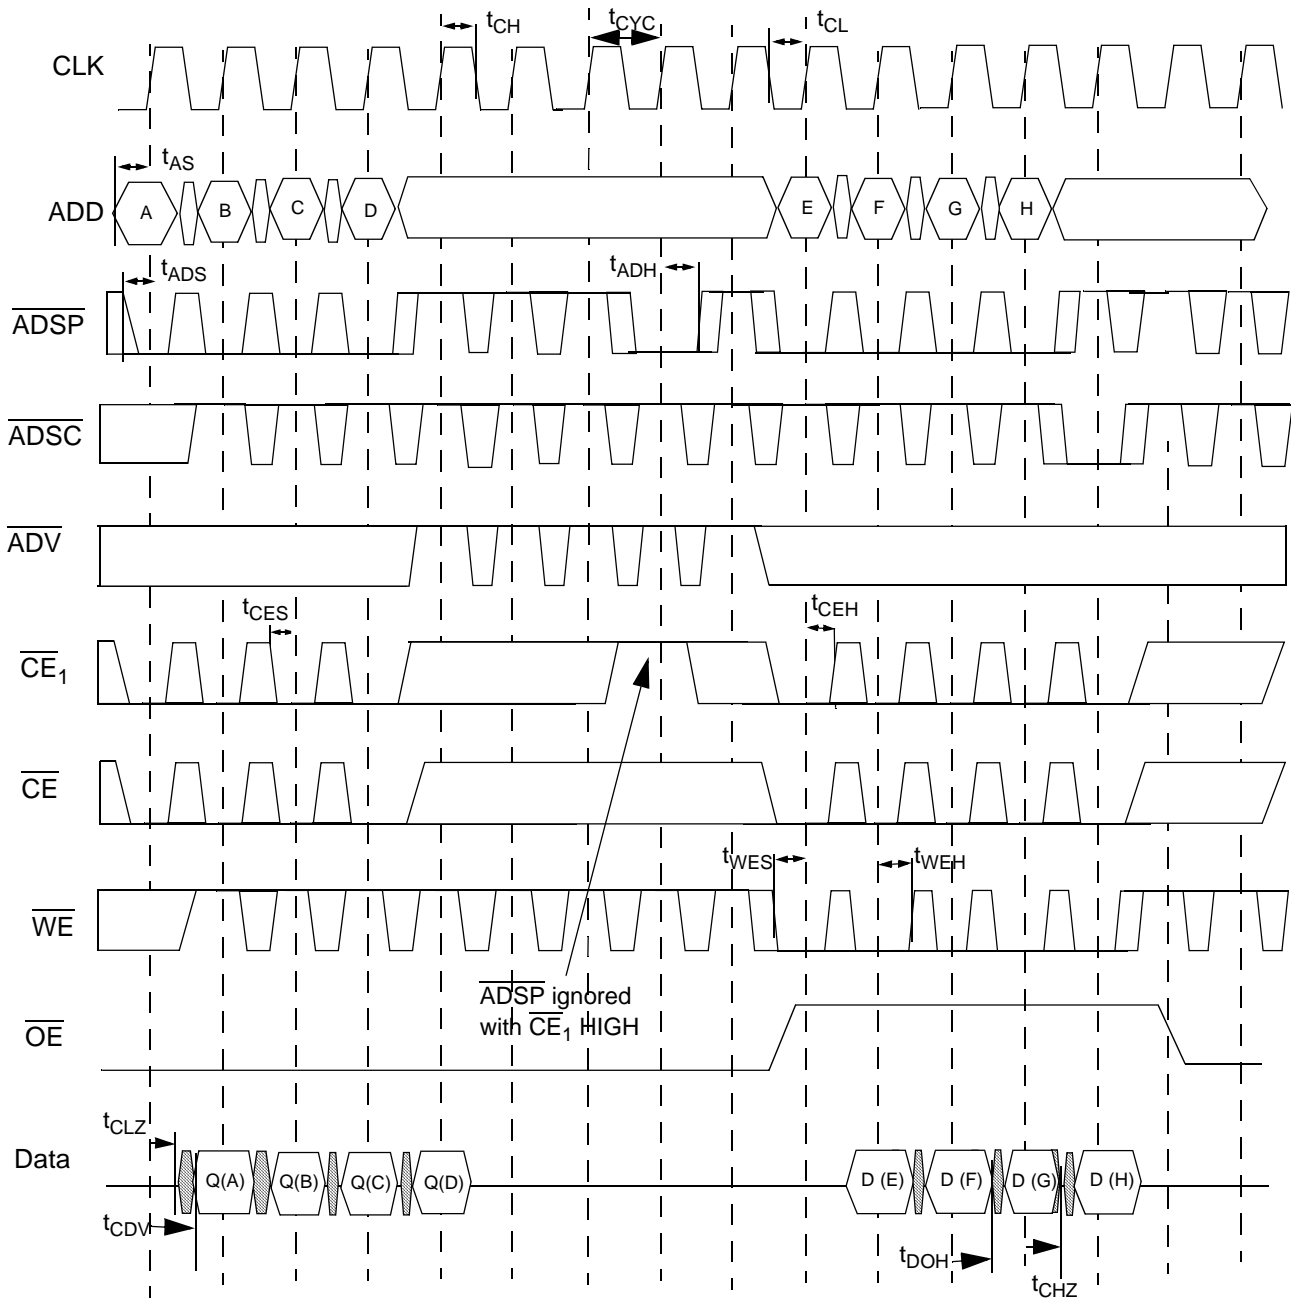 tCH tCYC tCL
CLK
tAS
ADD A B C D E F G H
tADS tADH
ADSP
ADSC
ADV
tCES tCEH
CE1
CE
tWES tWEH
WE
ADSP ignored
with CE1 HIGH
OE
tCLZ
Data Q(A) Q(B) Q(C) Q(D) D (E) D (F) D (G) D (H)
tCDV
tDOH
tCHZ